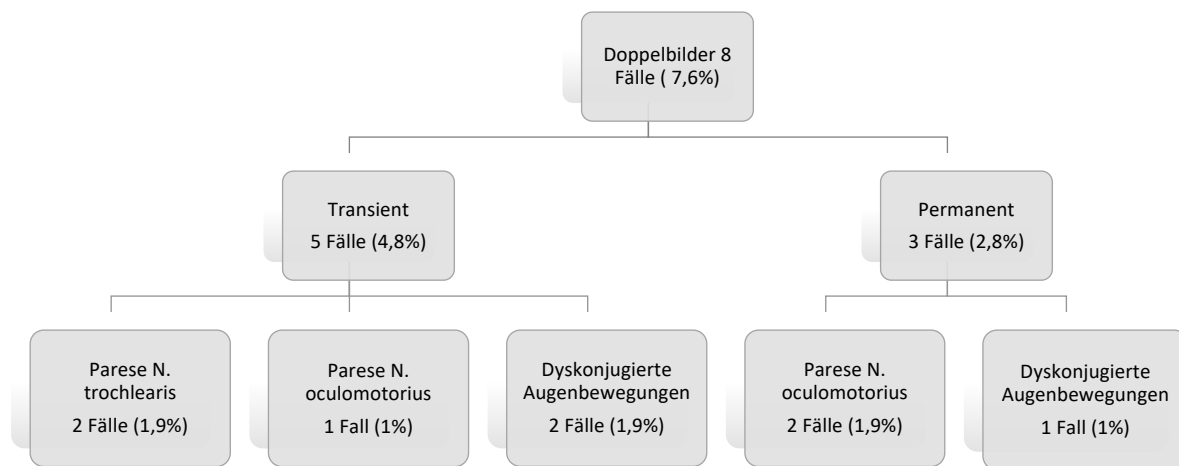 Doppelbilder 8
Fälle ( 7,6%)
Transient
5 Fälle (4,8%)
Permanent
3 Fälle (2,8%)
Parese N.
trochlearis
2 Fälle (1,9%)
Parese N.
oculomotorius
1 Fall (1%)
Dyskonjugierte
Augenbewegungen
2 Fälle (1,9%)
Parese N.
oculomotorius
2 Fälle (1,9%)
Dyskonjugierte
Augenbewegungen
1 Fall (1%)